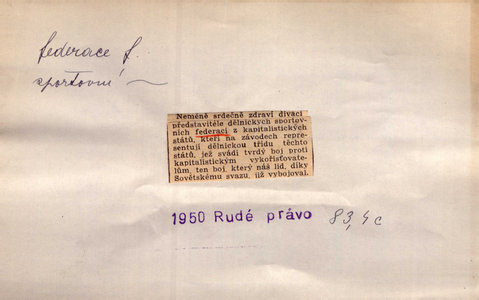 federace f.
sportovní ~
Neméně srdečně zdraví diváci
představitele dělnických sportov-
ních federací z kapitalistických
států, kteří na závodech repre-
sentují dělnickou třídu těchto
států, jež svádí tvrdý boj proti
kapitalistickým vykořisťovate-
lům, ten boj, který náš lid, díky
Sovětskému svazu, již vybojoval.
1950 Rudé právo 83, 4c